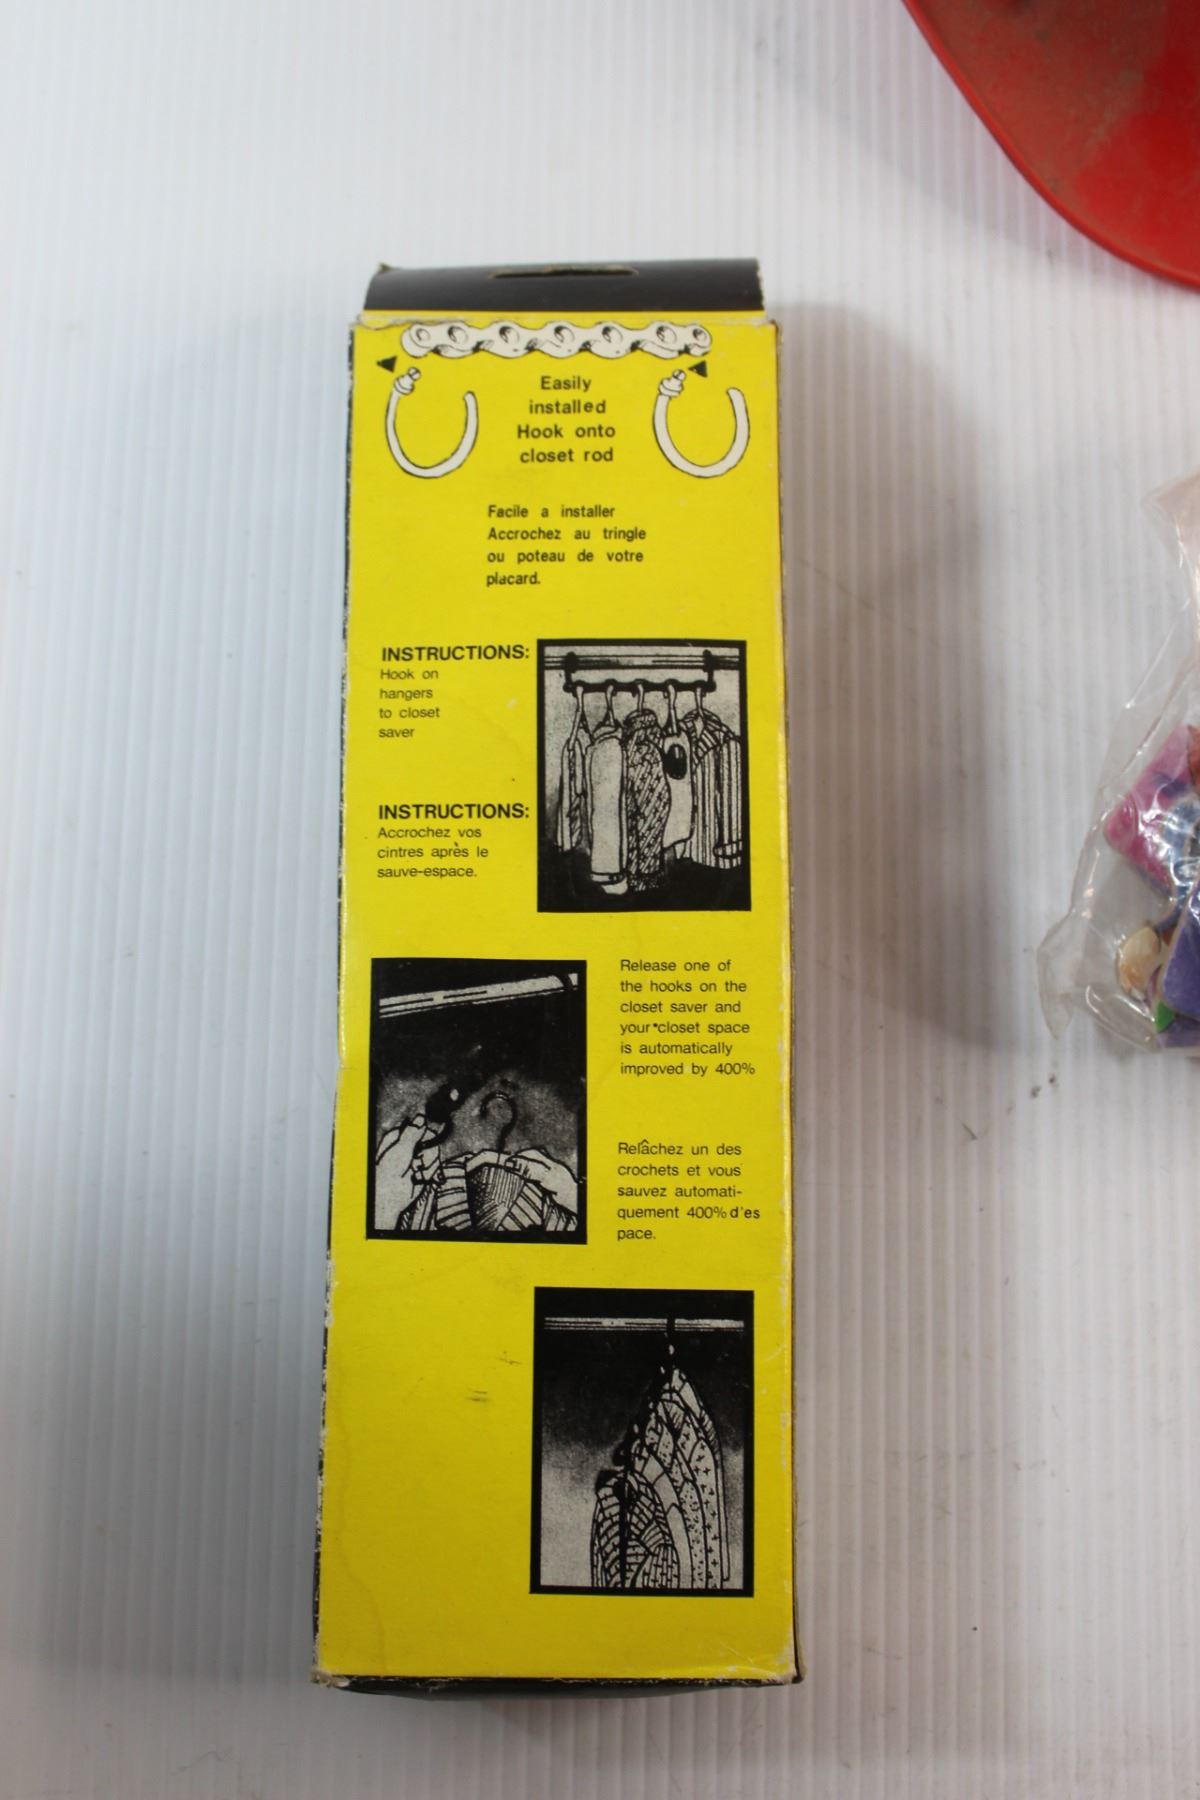 Easily
installed
Hook onto
closet rod
Facile a installer
Accrochez au tringle
ou poteau de votre
placard.
INSTRUCTIONS:
Hook on
hangers
to closet
saver
INSTRUCTIONS:
Accrochez vos
cintres après le
sauve-espace.
Release one of
the hooks on the
closet saver and
your closet space
is automatically
improved by 400%
Relâchez un des
crochets et vous
sauvez automati-
quement 400% d'es
pace.